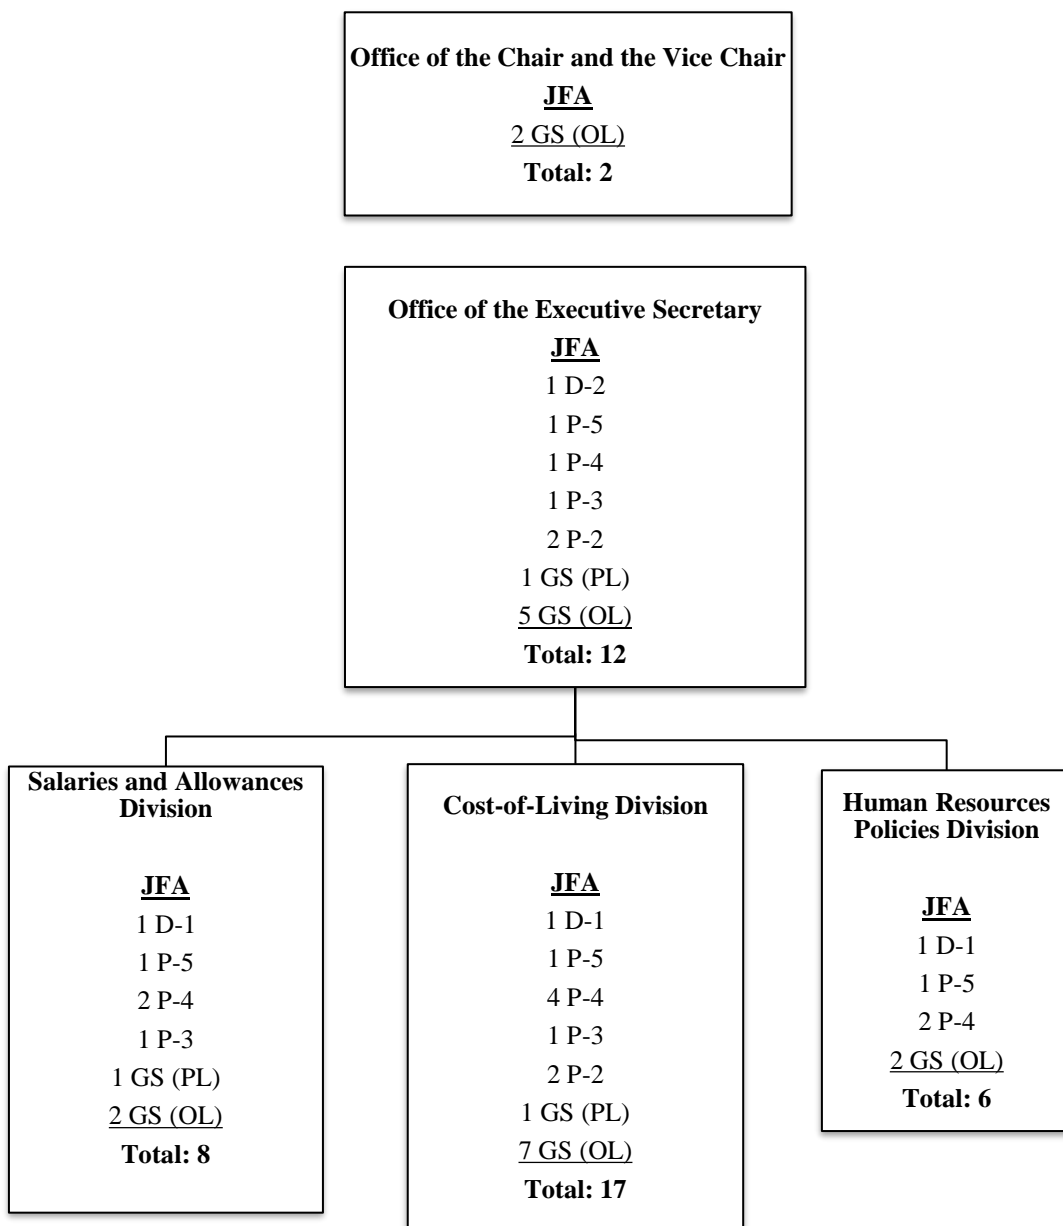 Office of the Chair and the Vice Chair
JFA
2 GS (OL)
Total: 2
Office of the Executive Secretary
JFA
1 D-2
1 P-5
1 P-4
1 P-3
2 P-2
1 GS (PL)
5 GS (OL)
Total: 12
Salaries and Allowances
Division
JFA
1 D-1
1 P-5
2 P-4
1 P-3
1 GS (PL)
2 GS (OL)
Total: 8
Cost-of-Living Division
JFA
1 D-1
1 P-5
4 P-4
1 P-3
2 P-2
1 GS (PL)
7 GS (OL)
Total: 17
Human Resources
Policies Division
JFA
1 D-1
1 P-5
2 P-4
2 GS (OL)
Total: 6